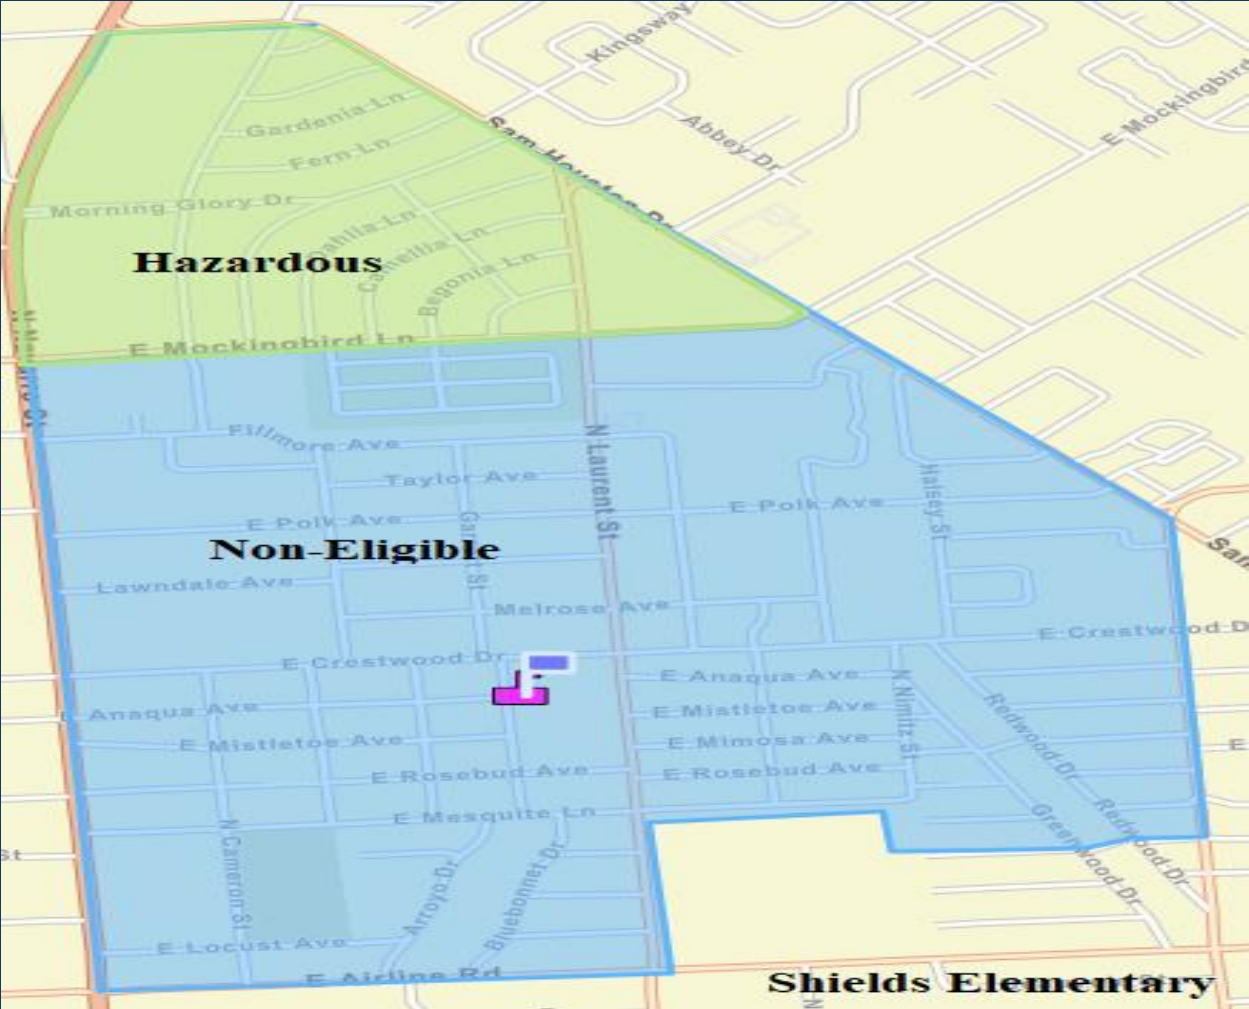 Kingsway
E Mockingbird
Abbey Dr
Sam Houston Dr
Gardenia Ln
Fern Ln
Morning Glory Dr
Dahlia Ln
Camellia Ln
Begonia Ln
Hazardous
E Mockingbird Ln
Fillmore Ave
Taylor Ave
N Laurent St
E Polk Ave
E Polk Ave
Halsey St
Non-Eligible
Lawndale Ave
Melrose Ave
E Crestwood Dr
E Crestwood D
E Anaqua Ave
Anaqua Ave
E Mistletoe Ave
N Nimitz St
Redwood Dr
E Mistletoe Ave
E Mimosa Ave
E
E Rosebud Ave
E Rosebud Ave
E Mesquite Ln
Greenwood Dr
Redwood Dr
St
N Cameron St
Arroyo Dr
Bluebonnet Dr
E Locust Ave
E Airline Rd
Shields Elementary